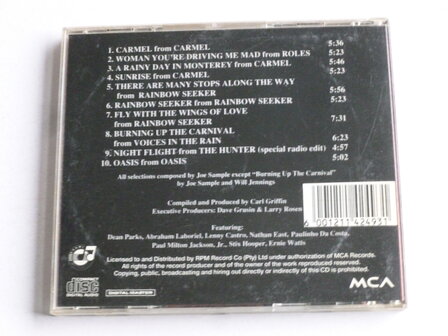 1. CARMEL from CARMEL 5:36
2. WOMAN YOU'RE DRIVING ME MAD from ROLES 5:23
3. A RAINY DAY IN MONTEREY from CARMEL 5:46
4. SUNRISE from CARMEL 5:23
5. THERE ARE MANY STOPS ALONG THE WAY
from RAINBOW SEEKER 5:56
6. RAINBOW SEEKER from RAINBOW SEEKER 5:23
7. FLY WITH THE WINGS OF LOVE
from RAINBOW SEEKER 7:31
8. BURNING UP THE CARNIVAL
from VOICES IN THE RAIN 6:23
9. NIGHT FLIGHT from THE HUNTER (special radio edit) 4:57
10. OASIS from OASIS 5:02
All selections composed by Joe Sample except "Burning Up The Carnival"
by Joe Sample and Will Jennings
Compiled and Produced by Carl Griffin
Executive Producers: Dave Grusin & Larry Rosen
6 001211 424931
Featuring:
Dean Parks, Abraham Laboriel, Lenny Castro, Nathan East, Paulinho Da Costa,
Paul Milton Jackson, Jr., Stix Hooper, Ernie Watts
Licensed to and Distributed by RPM Record Co (Pty) Ltd under authorization of MCA Records.
All rights of the record producer and of the owner of the work reproduced reserved.
Copying, public, broadcasting and hiring out directly or indirectly of this CD is prohibited.
COMPACT
disc
DIGITAL AUDIO
DIGITAL MASTER
MCA